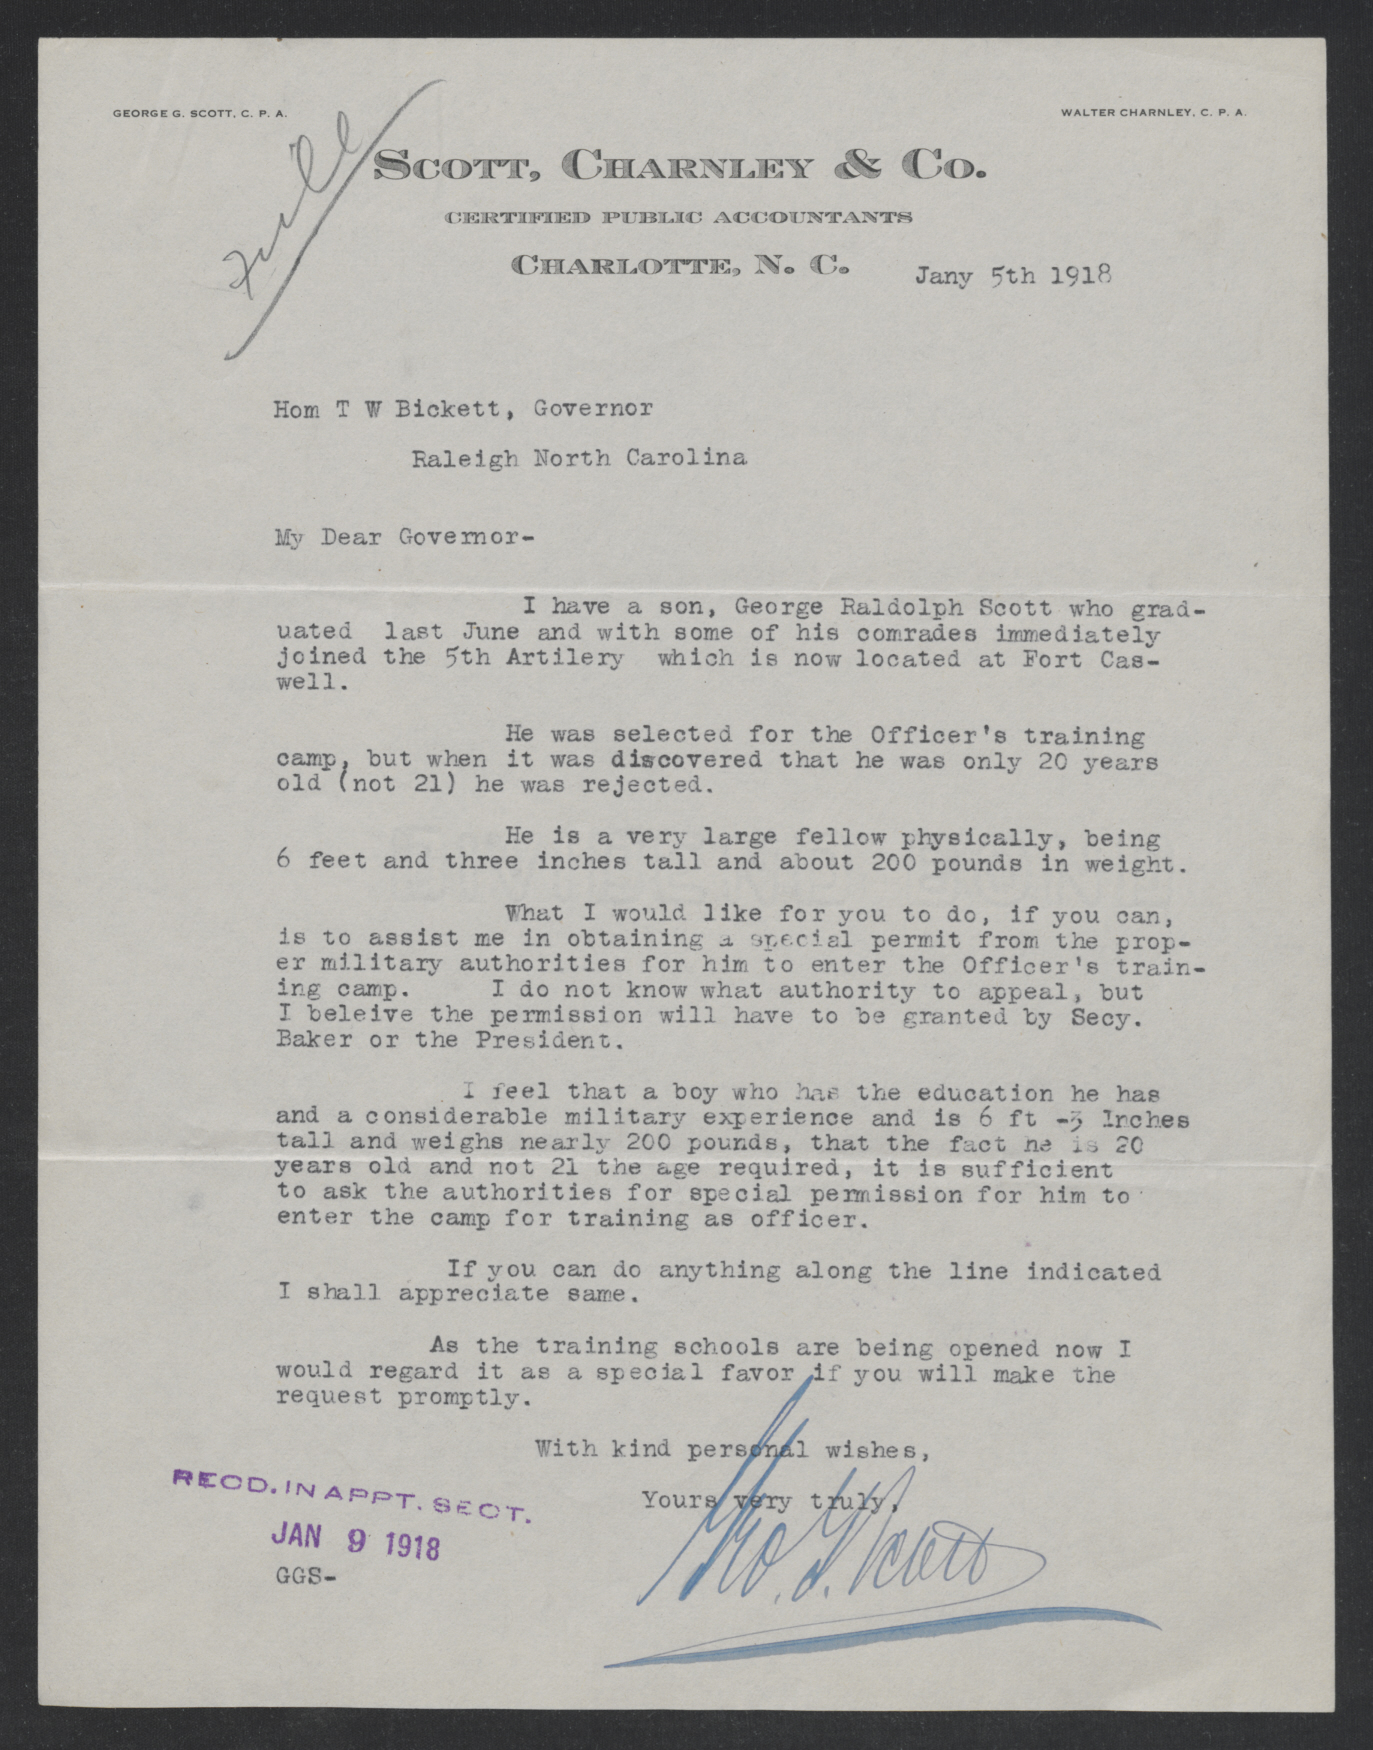 GEORGE G. SCOTT, C. P. A.
WALTER CHARNLEY, C. P. A.
SCOTT, CHARNLEY & CO.
CERTIFIED PUBLIC ACCOUNTANTS
CHARLOTTE, N. C.
Jany 5th 1918
Hom T W Bickett, Governor
Raleigh North Carolina
My Dear Governor-
I have a son, George Raldolph Scott who grad-
uated last June and with some of his comrades immediately
joined the 5th Artilery which is now located at Fort Cas-
well.
He was selected for the Officer's training
camp, but when it was discovered that he was only 20 years
old (not 21) he was rejected.
He is a very large fellow physically, being
6 feet and three inches tall and about 200 pounds in weight.
What I would like for you to do, if you can,
is to assist me in obtaining a special permit from the prop-
er military authorities for him to enter the Officer's train-
ing camp. I do not know what authority to appeal, but
I beleive the permission will have to be granted by Secy.
Baker or the President.
I feel that a boy who has the education he has
and a considerable military experience and is 6 ft -3 Inches
tall and weighs nearly 200 pounds, that the fact he is 20
years old and not 21 the age required, it is sufficient
to ask the authorities for special permission for him to
enter the camp for training as officer.
If you can do anything along the line indicated
I shall appreciate same.
As the training schools are being opened now I
would regard it as a special favor if you will make the
request promptly.
With kind personal wishes,
Yours very truly,
Geo. G. Scott
RECD. IN APPT. SECT.
JAN 9 1918
GGS-